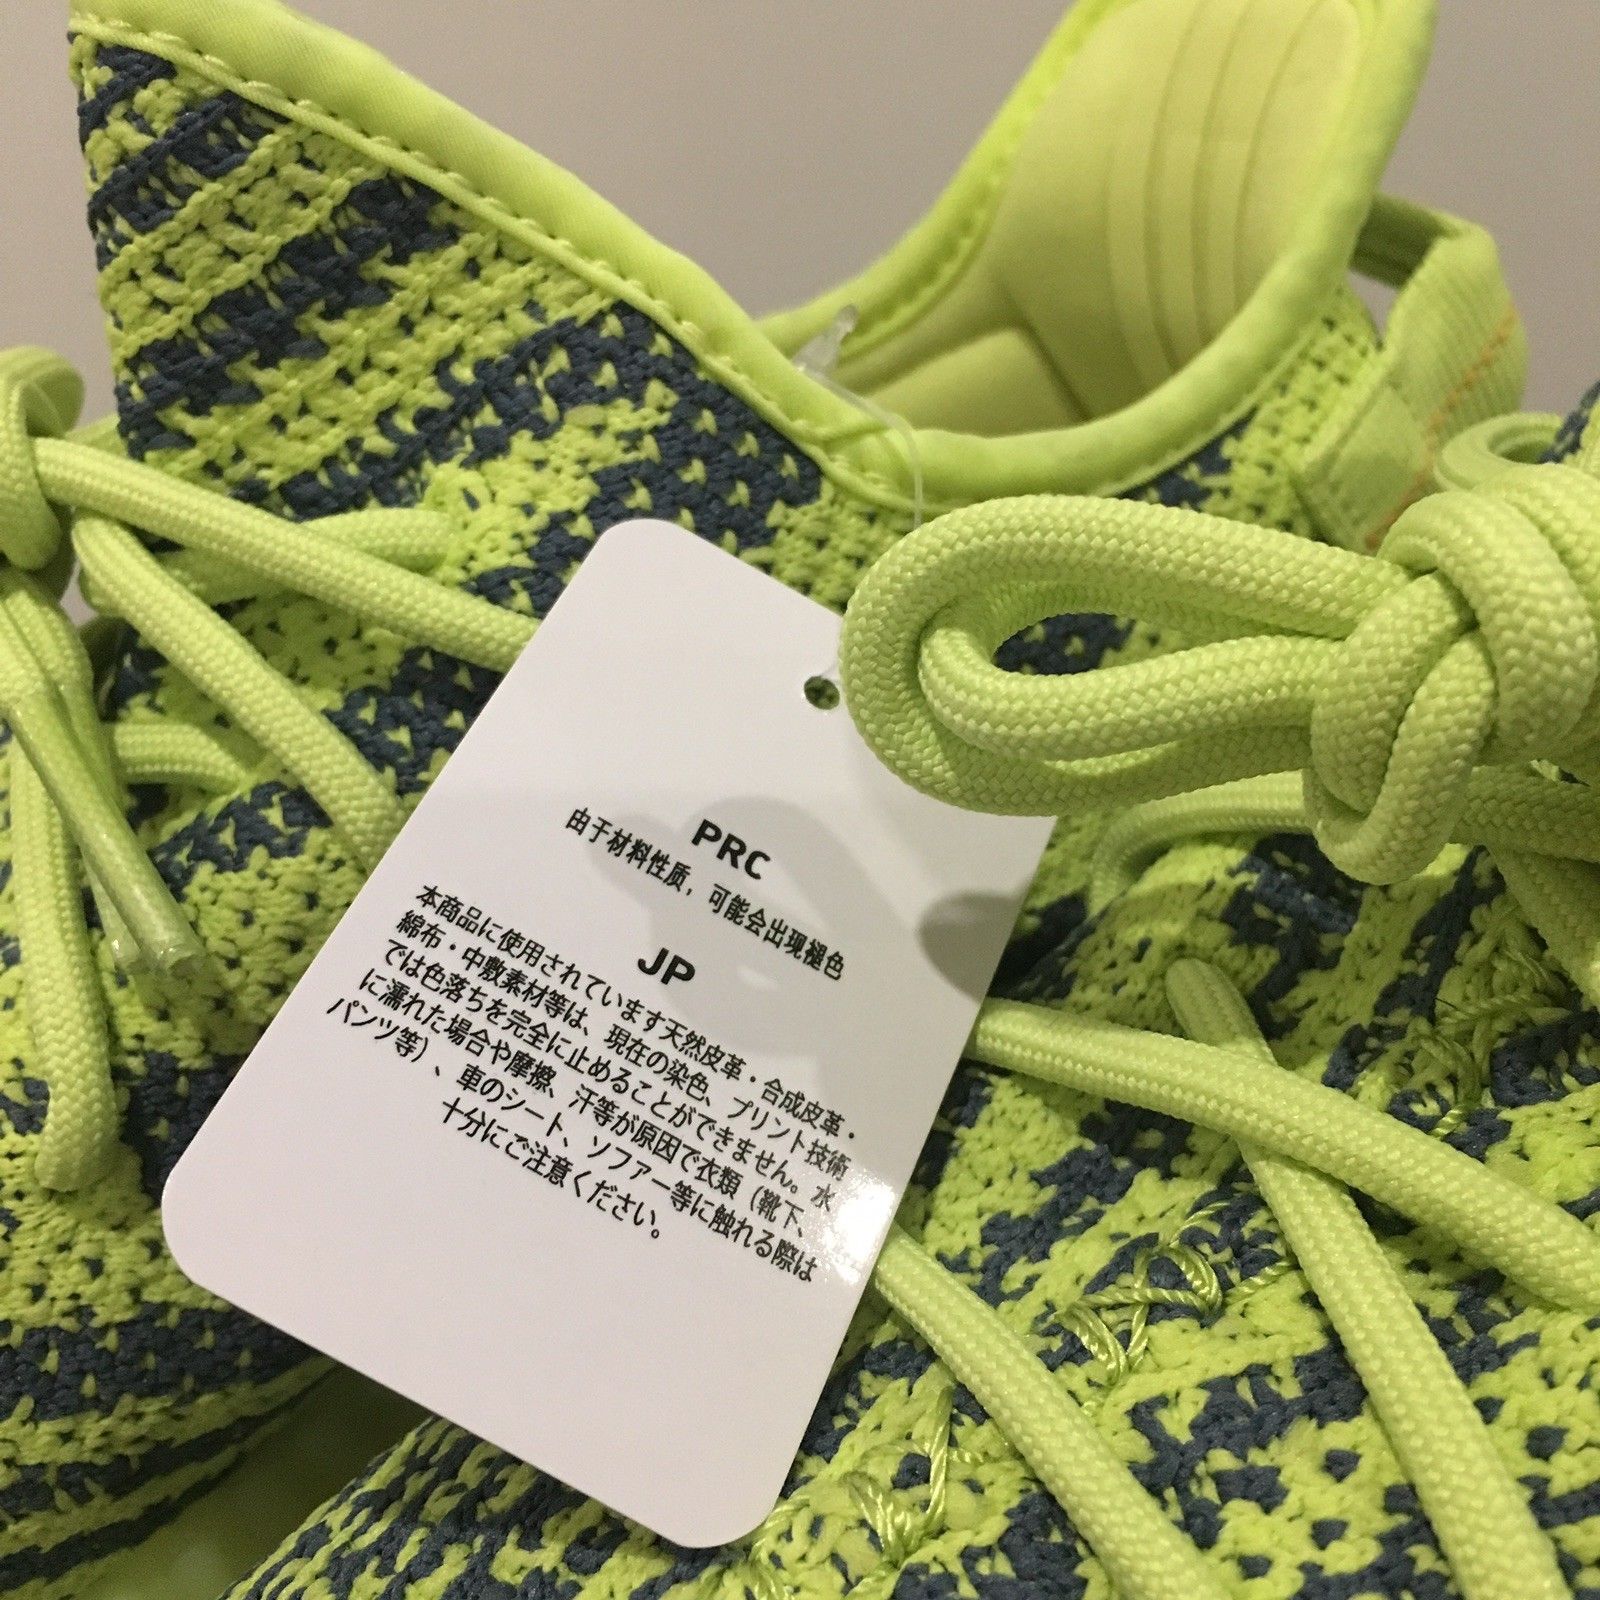 PRC
由于材料性质，可能会出现褪色
JP
本商品に使用されています天然皮革・合成皮革・
綿布・中敷素材等は、現在の染色、プリント技術
では色落ちを完全に止めることができません。水
に濡れた場合や摩擦、汗等が原因で衣類（靴下、
パンツ等）、車のシート、ソファー等に触れる際は
十分にご注意ください。